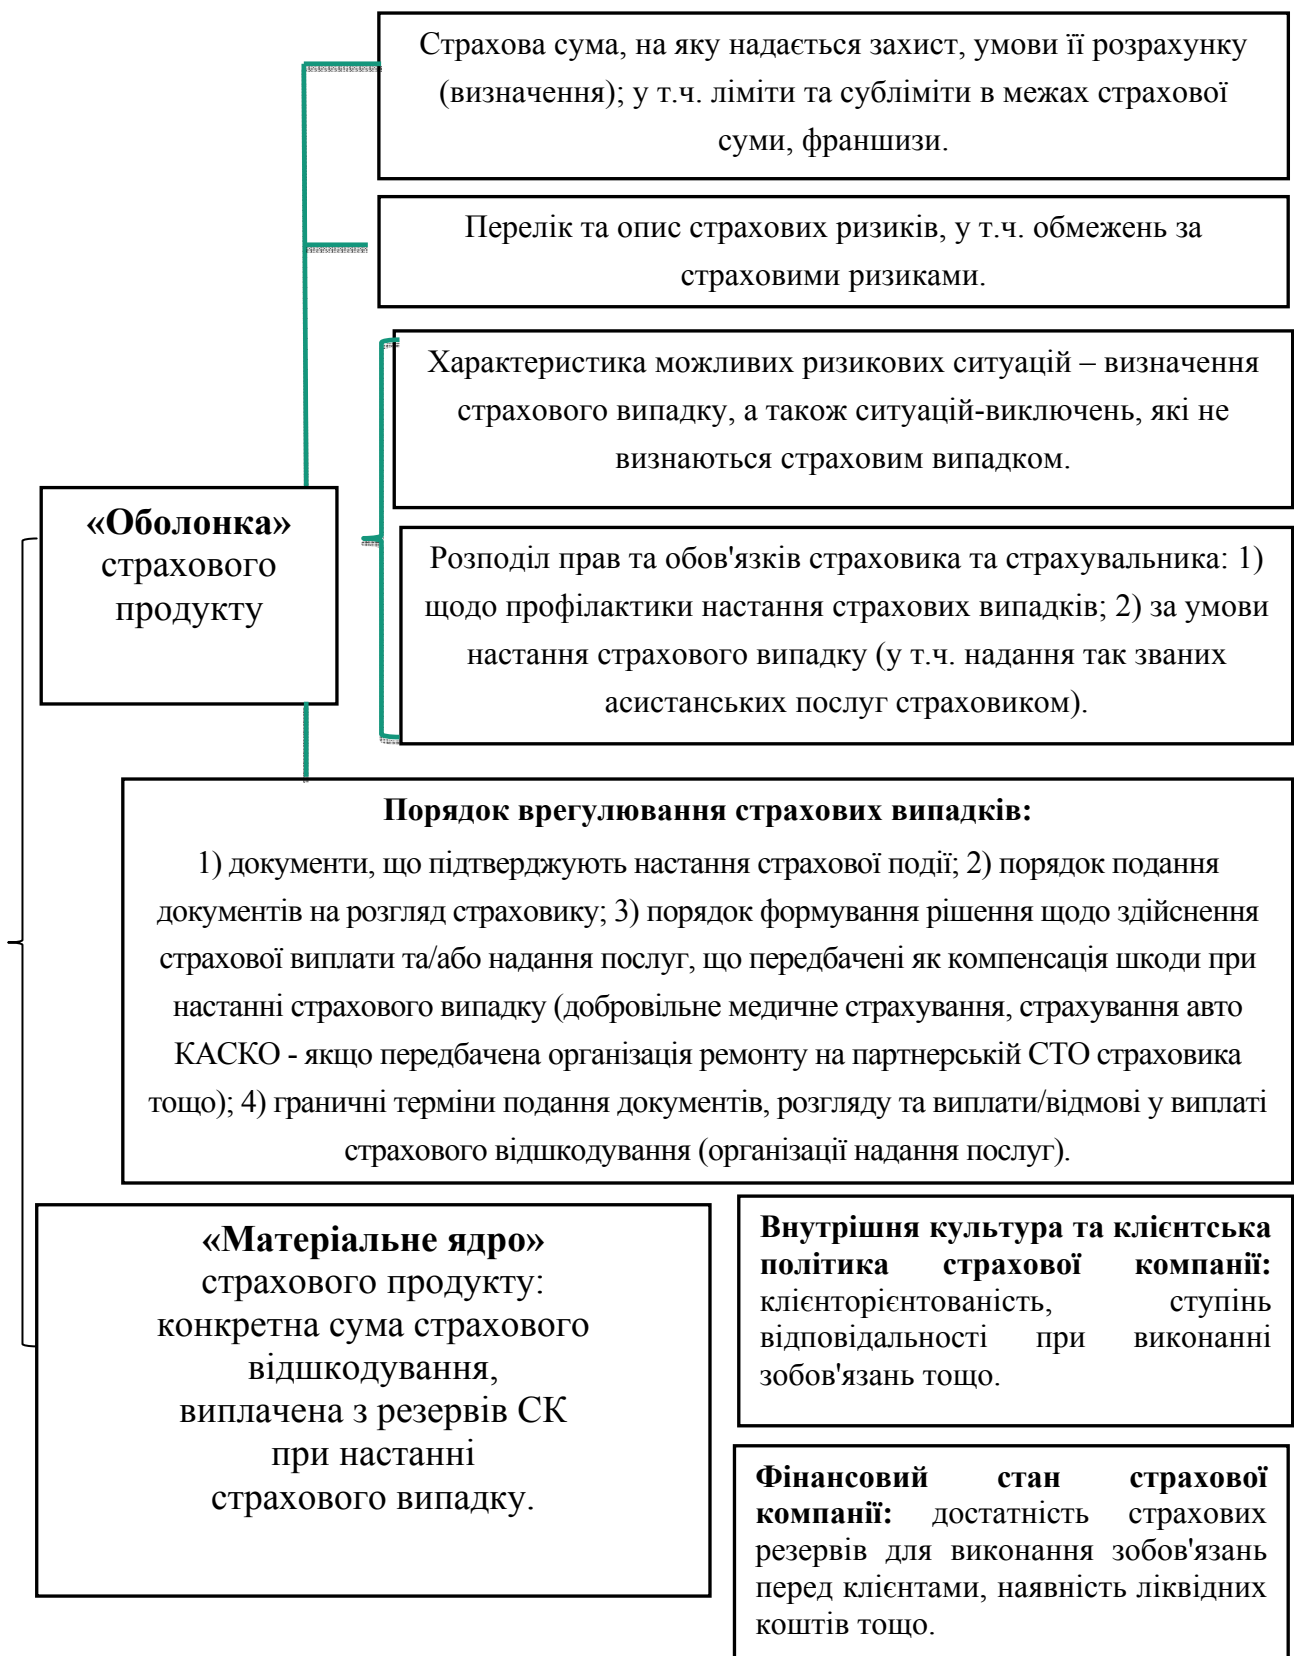 Страхова сума, на яку надається захист, умови її розрахунку
(визначення); у т.ч. ліміти та субліміти в межах страхової
суми, франшизи.
Перелік та опис страхових ризиків, у т.ч. обмежень за
страховими ризиками.
Характеристика можливих ризикових ситуацій – визначення
страхового випадку, а також ситуацій-виключень, які не
визнаються страховим випадком.
«Оболонка»
страхового
продукту
Розподіл прав та обов'язків страховика та страхувальника: 1)
щодо профілактики настання страхових випадків; 2) за умови
настання страхового випадку (у т.ч. надання так званих
асистанських послуг страховиком).
Порядок врегулювання страхових випадків:
1) документи, що підтверджують настання страхової події; 2) порядок подання
документів на розгляд страховику; 3) порядок формування рішення щодо здійснення
страхової виплати та/або надання послуг, що передбачені як компенсація шкоди при
настанні страхового випадку (добровільне медичне страхування, страхування авто
КАСКО - якщо передбачена організація ремонту на партнерській СТО страховика
тощо); 4) граничні терміни подання документів, розгляду та виплати/відмові у виплаті
страхового відшкодування (організації надання послуг).
«Матеріальне ядро»
страхового продукту:
конкретна сума страхового
відшкодування,
виплачена з резервів СК
при настанні
страхового випадку.
Внутрішня культура та клієнтська
політика страхової компанії:
клієнторієнтованість, ступінь
відповідальності при виконанні
зобов'язань тощо.
Фінансовий стан страхової
компанії: достатність страхових
резервів для виконання зобов'язань
перед клієнтами, наявність ліквідних
коштів тощо.